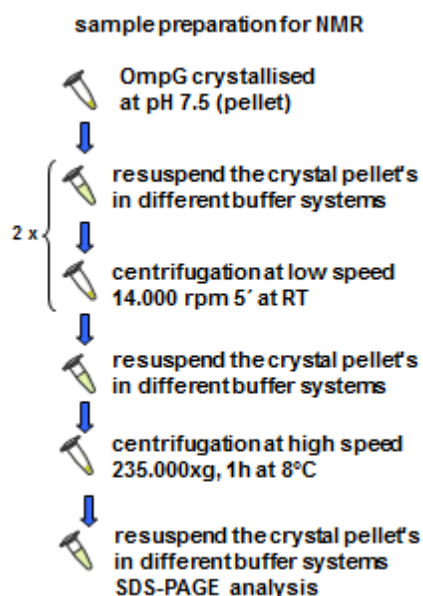 sample preparation for NMR
OmpG crystallised
at pH 7.5 (pellet)
resuspend the crystal pellet's
in different buffer systems
2 x
centrifugation at low speed
14.000 rpm 5´ at RT
resuspend the crystal pellet's
in different buffer systems
centrifugation at high speed
235.000xg, 1h at 8°C
resuspend the crystal pellet's
in different buffer systems
SDS-PAGE analysis